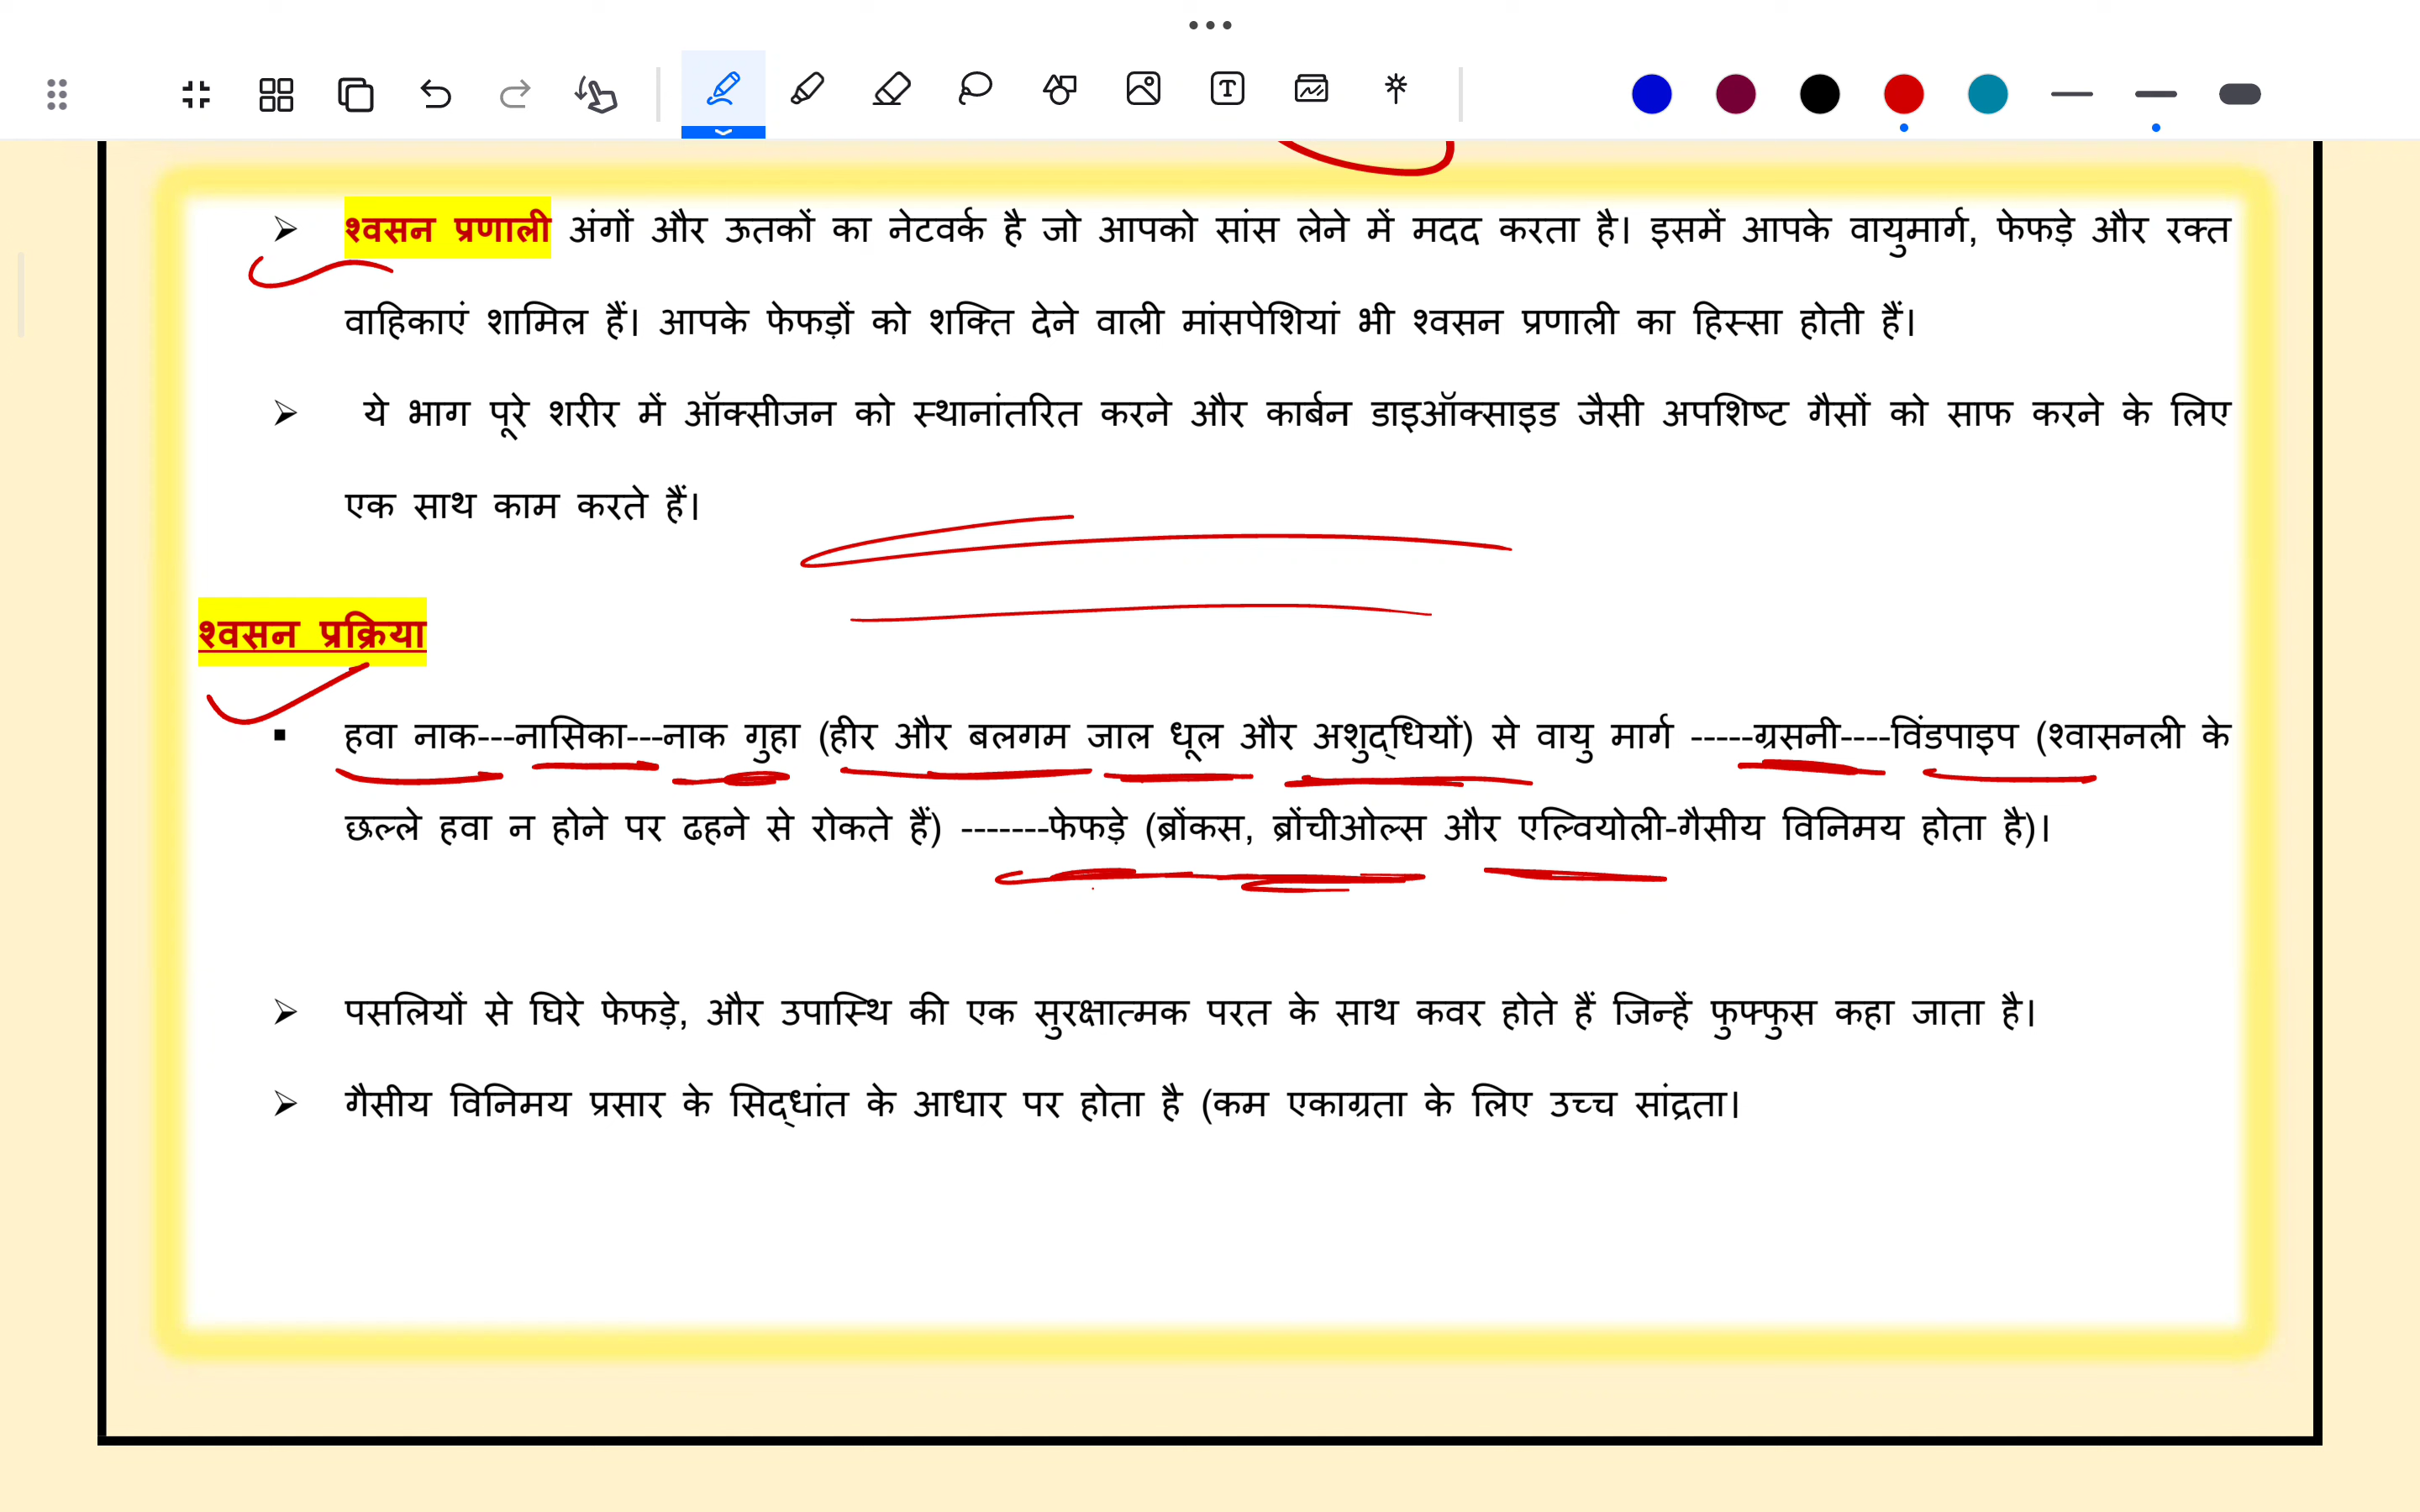 ➢ श्वसन प्रणाली अंगों और ऊतकों का नेटवर्क है जो आपको सांस लेने में मदद करता है। इसमें आपके वायुमार्ग, फेफड़े और रक्त
वाहिकाएं शामिल हैं। आपके फेफड़ों को शक्ति देने वाली मांसपेशियां भी श्वसन प्रणाली का हिस्सा होती हैं।
➢ ये भाग पूरे शरीर में ऑक्सीजन को स्थानांतरित करने और कार्बन डाइऑक्साइड जैसी अपशिष्ट गैसों को साफ करने के लिए
एक साथ काम करते हैं।
श्वसन प्रक्रिया
▪ हवा नाक---नासिका---नाक गुहा (हीर और बलगम जाल धूल और अशुद्धियों) से वायु मार्ग -----ग्रसनी----विंडपाइप (श्वासनली के
छल्ले हवा न होने पर ढहने से रोकते हैं) -------फेफड़े (ब्रोंकस, ब्रोंचीओल्स और एल्वियोली-गैसीय विनिमय होता है)।
➢ पसलियों से घिरे फेफड़े, और उपास्थि की एक सुरक्षात्मक परत के साथ कवर होते हैं जिन्हें फुफ्फुस कहा जाता है।
➢ गैसीय विनिमय प्रसार के सिद्धांत के आधार पर होता है (कम एकाग्रता के लिए उच्च सांद्रता।